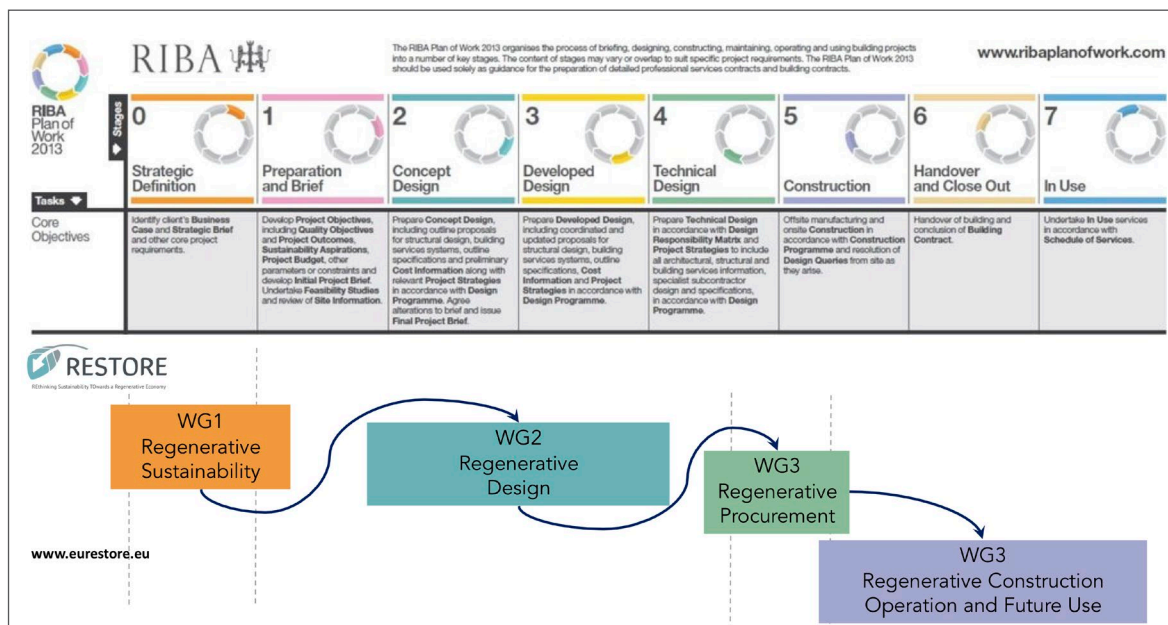 RIBA
The RIBA Plan of Work 2013 organises the process of briefing, designing, constructing, maintaining, operating and using building projects
into a number of key stages. The content of stages may vary or overlap to suit specific project requirements. The RIBA Plan of Work 2013
should be used solely as guidance for the preparation of detailed professional services contracts and building contracts.
www.ribaplanofwork.com
RIBA
Plan of
Work
2013
Stages
0
Strategic
Definition
1
Preparation
and Brief
2
Concept
Design
3
Developed
Design
4
Technical
Design
5
Construction
6
Handover
and Close Out
7
In Use
Tasks
Core
Objectives
Identify client's Business
Case and Strategic Brief
and other core project
requirements.
Develop Project Objectives,
including Quality Objectives
and Project Outcomes,
Sustainability Aspirations,
Project Budget, other
parameters or constraints and
develop Initial Project Brief.
Undertake Feasibility Studies
and review of Site Information.
Prepare Concept Design,
including outline proposals
for structural design, building
services systems, outline
specifications and preliminary
Cost Information along with
relevant Project Strategies
in accordance with Design
Programme. Agree
alterations to brief and issue
Final Project Brief.
Prepare Developed Design,
including coordinated and
updated proposals for
structural design, building
services systems, outline
specifications, Cost
Information and Project
Strategies in accordance with
Design Programme.
Prepare Technical Design
in accordance with Design
Responsibility Matrix and
Project Strategies to include
all architectural, structural and
building services information,
specialist subcontractor
design and specifications,
in accordance with Design
Programme.
Offsite manufacturing and
onsite Construction in
accordance with Construction
Programme and resolution of
Design Queries from site as
they arise.
Handover of building and
conclusion of Building
Contract.
Undertake In Use services
in accordance with
Schedule of Services.
RESTORE
REthinking Sustainability TOwards a Regenerative Economy
WG1
Regenerative
Sustainability
WG2
Regenerative
Design
WG3
Regenerative
Procurement
www.eurestore.eu
WG3
Regenerative Construction
Operation and Future Use